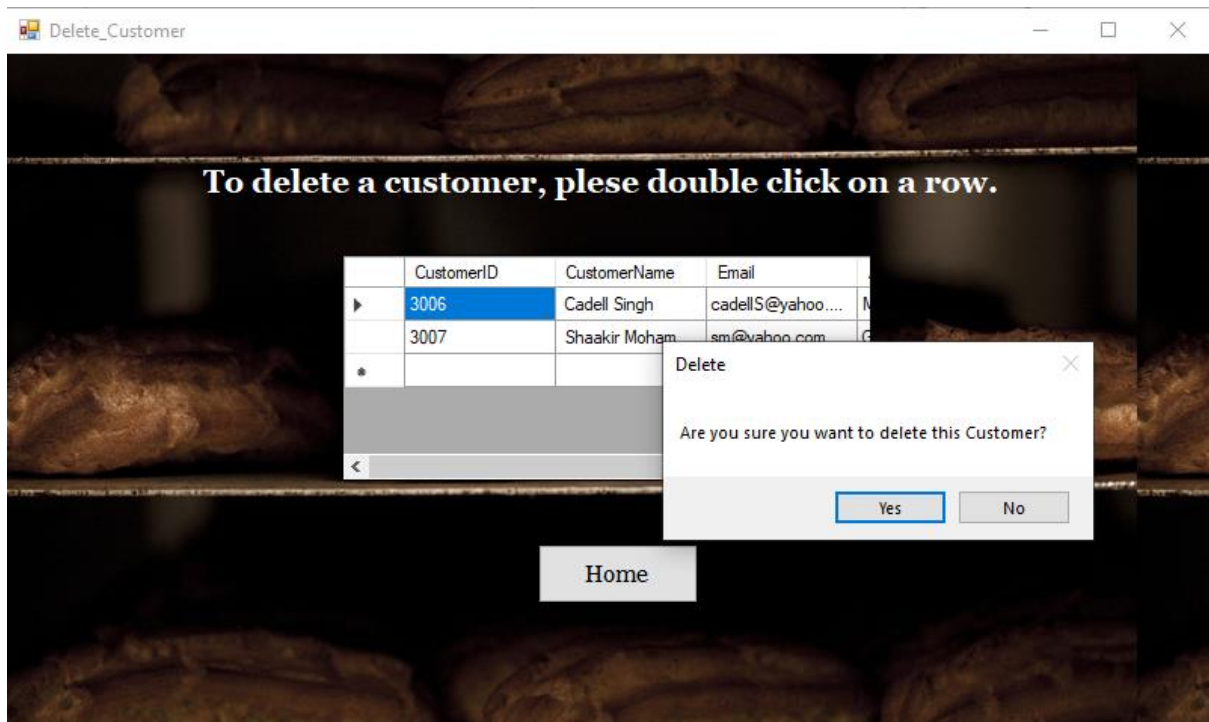 Delete_Customer
To delete a customer, plese double click on a row.
CustomerID CustomerName Email
3006 Cadell Singh cadellS@yahoo....
3007 Shaakir Moham sm@yahoo.com
Delete
Are you sure you want to delete this Customer?
Yes No
Home